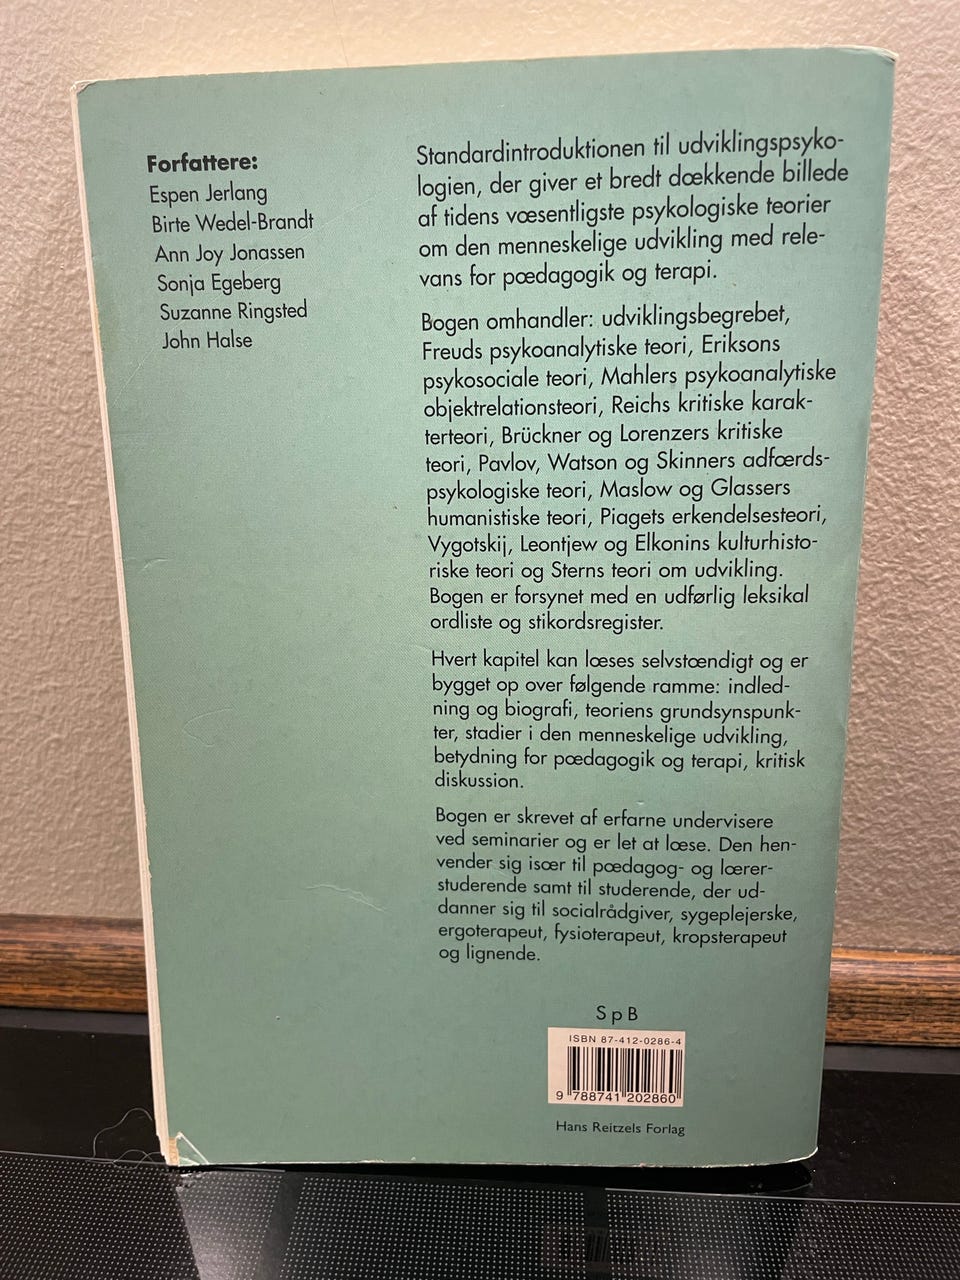 Forfattere:
Espen Jerlang
Birte Wedel-Brandt
Ann Joy Jonassen
Sonja Egeberg
Suzanne Ringsted
John Halse
Standardintroduktionen til udviklingspsyko-
logien, der giver et bredt dækkende billede
af tidens væsentligste psykologiske teorier
om den menneskelige udvikling med rele-
vans for pædagogik og terapi.
Bogen omhandler: udviklingsbegrebet,
Freuds psykoanalytiske teori, Eriksons
psykosociale teori, Mahlers psykoanalytiske
objektrelationsteori, Reichs kritiske karak-
terteori, Brückner og Lorenzers kritiske
teori, Pavlov, Watson og Skinners adfærds-
psykologiske teori, Maslow og Glassers
humanistiske teori, Piagets erkendelsesteori,
Vygotskij, Leontjew og Elkonins kulturhisto-
riske teori og Sterns teori om udvikling.
Bogen er forsynet med en udførlig leksikal
ordliste og stikordsregister.
Hvert kapitel kan læses selvstændigt og er
bygget op over følgende ramme: indled-
ning og biografi, teoriens grundsynspunk-
ter, stadier i den menneskelige udvikling,
betydning for pædagogik og terapi, kritisk
diskussion.
Bogen er skrevet af erfarne undervisere
ved seminarier og er let at læse. Den hen-
vender sig især til pædagog- og lærer-
studerende samt til studerende, der ud-
danner sig til socialrådgiver, sygeplejerske,
ergoterapeut, fysioterapeut, kropsterapeut
og lignende.
S p B
ISBN 87-412-0286-4
9 788741 202860
Hans Reitzels Forlag